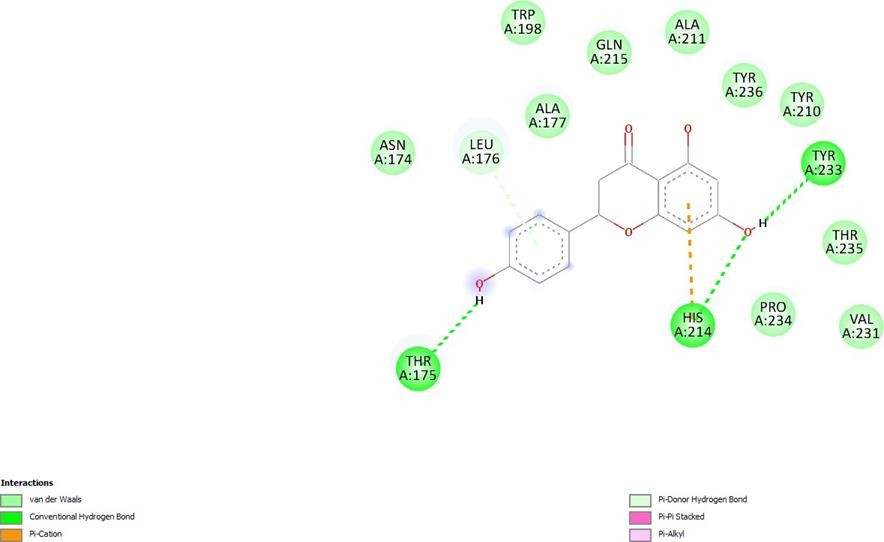 TRP
A:198
GLN
A:215
ALA
A:211
TYR
A:236
TYR
A:210
ALA
A:177
ASN
A:174
LEU
A:176
TYR
A:233
O
O
H
O
O
THR
A:235
O
H
HIS
A:214
PRO
A:234
VAL
A:231
THR
A:175
Interactions
van der Waals
Conventional Hydrogen Bond
Pi-Cation
Pi-Donor Hydrogen Bond
Pi-Pi Stacked
Pi-Alkyl